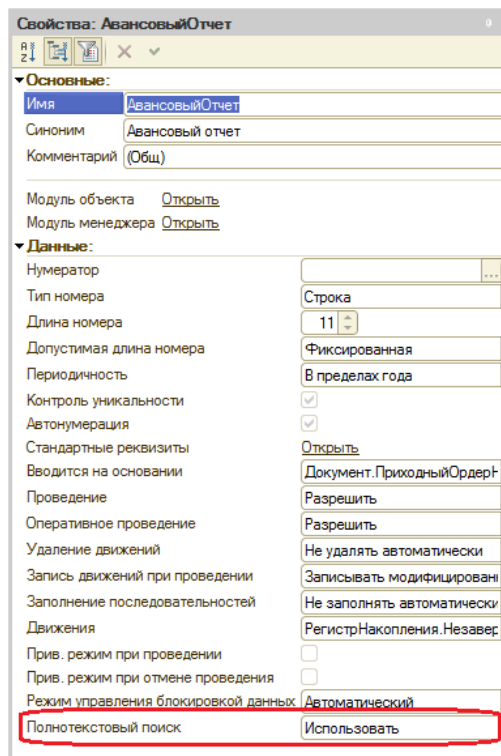 Свойства: АвансовыйОтчет
Основные:
Имя АвансовыйОтчет
Синоним Авансовый отчет
Комментарий (Общ)
Модуль объекта Открыть
Модуль менеджера Открыть
Данные:
Нумератор ...
Тип номера Строка
Длина номера 11
Допустимая длина номера Фиксированная
Периодичность В пределах года
Контроль уникальности
Автонумерация
Стандартные реквизиты Открыть
Вводится на основании Документ.ПриходныйОрдерН
Проведение Разрешить
Оперативное проведение Разрешить
Удаление движений Не удалять автоматически
Запись движений при проведении Записывать модифицирован
Заполнение последовательностей Не заполнять автоматически
Движения РегистрНакопления.Незавер
Прив. режим при проведении
Прив. режим при отмене проведения
Режим управления блокировкой данных Автоматический
Полнотекстовый поиск Использовать